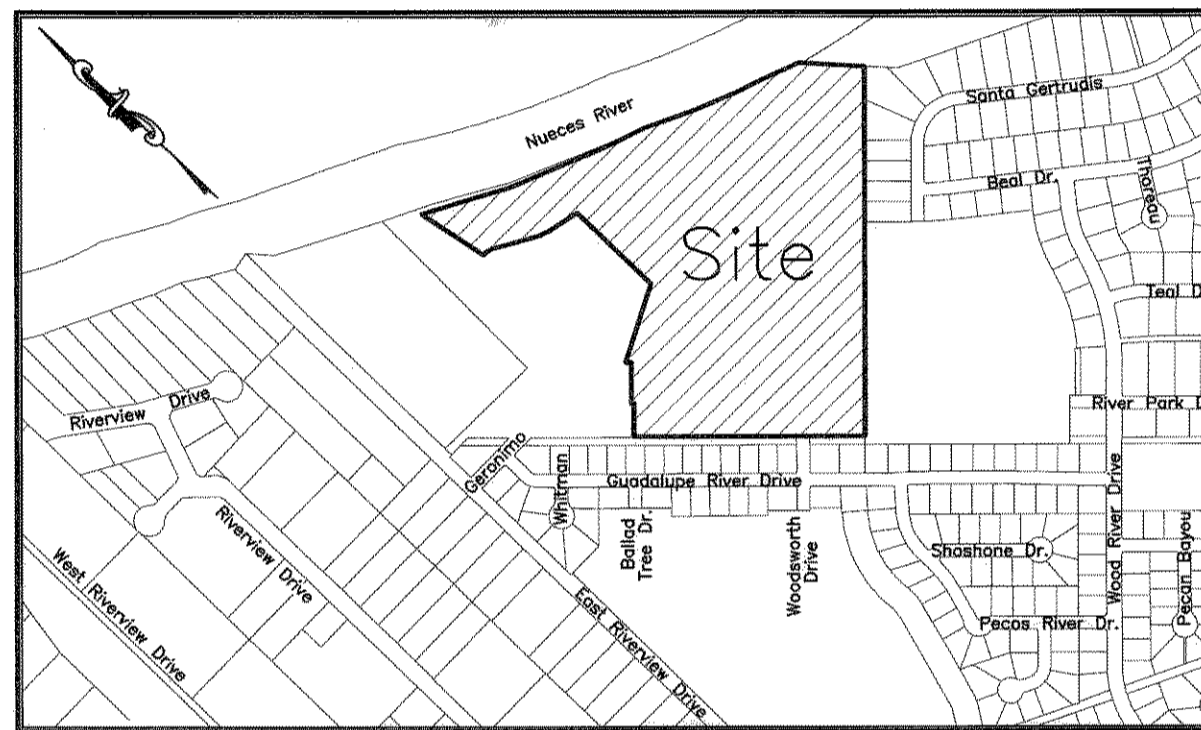 Nueces River
Santa Gertrudis
Beal Dr.
Thoreau
Site
Teal D
Riverview Drive
River Park D
Geronimo
Whitman
Guadalupe River Drive
Ballad
Tree Dr.
Woodsworth
Drive
Wood River Drive
Pecan Bayou
Shoshone Dr.
Riverview Drive
West Riverview Drive
East Riverview Drive
Pecos River Dr.